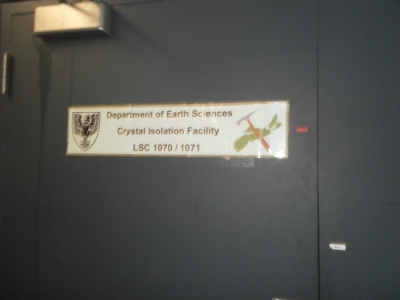 Department of Earth Sciences
Crystal Isolation Facility
LSC 1070 / 1071